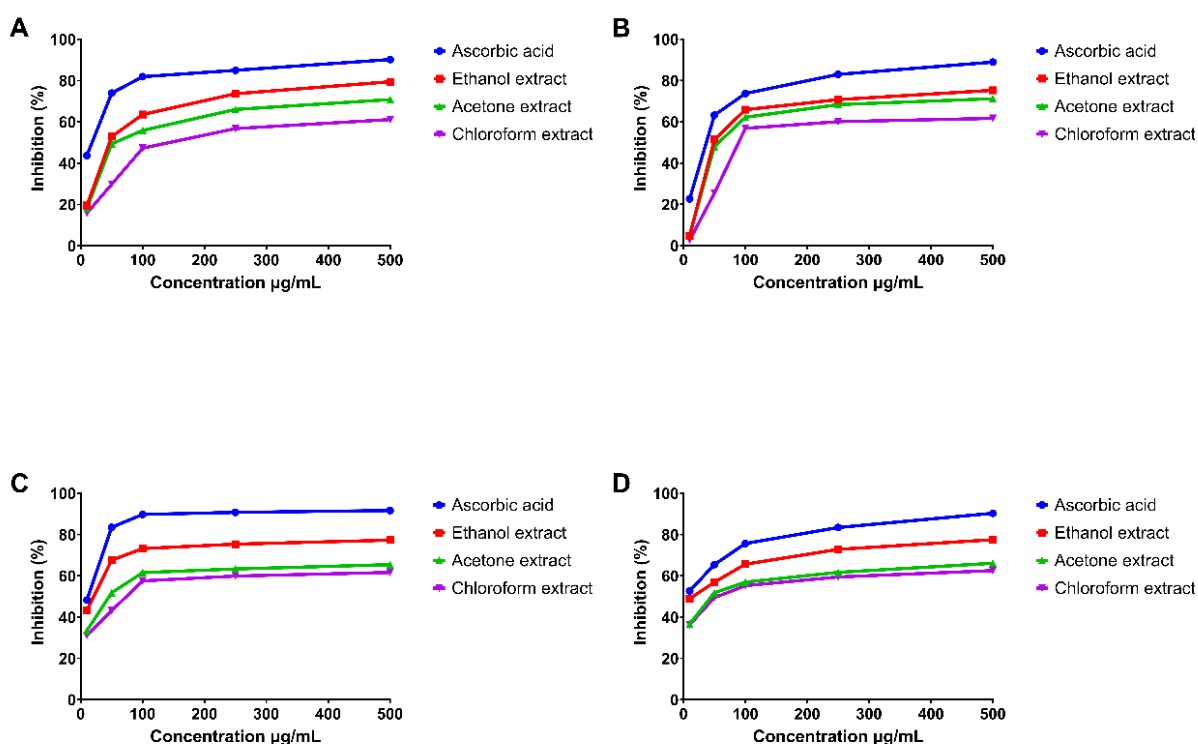 A
100
80
60
40
20
0
Inhibition (%)
0 100 200 300 400 500
Concentration µg/mL
Ascorbic acid
Ethanol extract
Acetone extract
Chloroform extract
B
100
80
60
40
20
0
Inhibition (%)
0 100 200 300 400 500
Concentration µg/mL
Ascorbic acid
Ethanol extract
Acetone extract
Chloroform extract
C
100
80
60
40
20
0
Inhibition (%)
0 100 200 300 400 500
Concentration µg/mL
Ascorbic acid
Ethanol extract
Acetone extract
Chloroform extract
D
100
80
60
40
20
0
Inhibition (%)
0 100 200 300 400 500
Concentration µg/mL
Ascorbic acid
Ethanol extract
Acetone extract
Chloroform extract